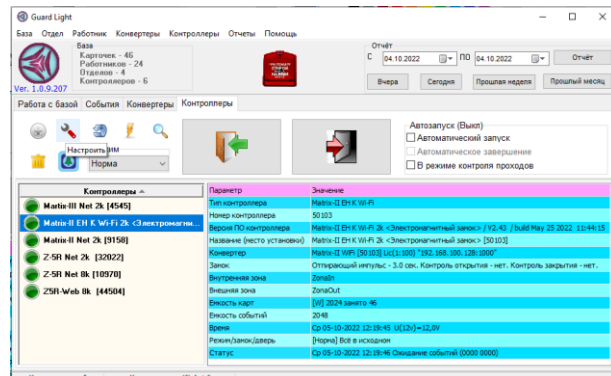 Guard Light
База Отдел Работник Конвертеры Контроллеры Отчеты Помощь
База
Карточек - 46
Работников - 24
Отделов - 4
Контроллеров - 6
Ver. 1.0.9.207
Отчёт
С 04.10.2022 ПО 04.10.2022 Отчёт
Вчера Сегодня Прошлая неделя Прошлый месяц
Работа с базой События Конвертеры Контроллеры
Настроить
Норма
Автозапуск (Выкл)
Автоматический запуск
Автоматическое завершение
В режиме контроля проходов
Контроллеры
Matrix-III Net 2k [4545]
Matrix-II EH K Wi-Fi 2k <Электромагни...
Matrix-II Net 2k [9158]
Z-5R Net 2k [32022]
Z-5R Net 8k [10970]
Z5R-Web 8k [44504]
Параметр Значение
Тип контроллера Matrix-II EH K Wi-Fi
Номер контроллера 50103
Версия ПО контроллера Matrix-II EH K Wi-Fi 2k <Электромагнитный занок> / V2.43 / build May 25 2022 11:44:15
Название (место установки) Matrix-II EH K Wi-Fi 2k <Электромагнитный занок> [50103]
Конвертер Matrix-II WiFi [50103] Lic(1:100) "192.168.100.128:1000"
Замок Отпирающий импульс - 3.0 сек. Контроль открытия - нет. Контроль закрытия - нет.
Внутренняя зона ZonaIn
Внешняя зона ZonaOut
Емкость карт [W] 2024 занято 46
Емкость событий 2048
Время Ср 05-10-2022 12:19:45 U(12v)=12,0V
Режим/замок/дверь [Норма] Всё в исходном
Статус Ср 05-10-2022 12:19:46 Ожидание событий (0000 0000)